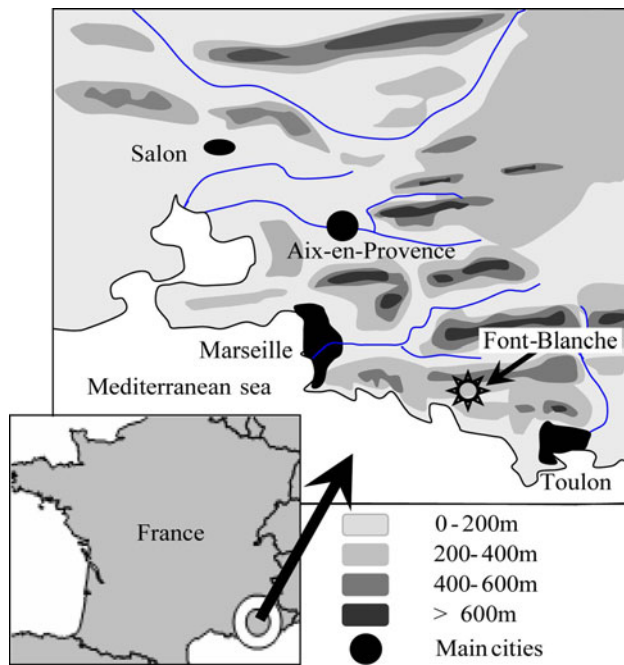 Salon
Aix-en-Provence
Marseille
Font-Blanche
Mediterranean sea
Toulon
France
0-200m
200-400m
400-600m
> 600m
Main cities